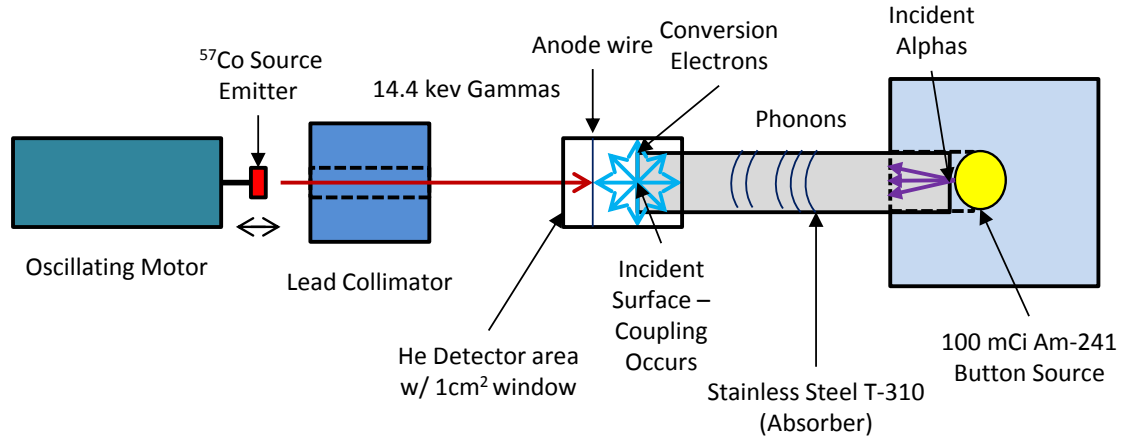 ⁵⁷Co Source
Emitter
14.4 kev Gammas
Anode wire
Conversion
Electrons
Phonons
Incident
Alphas
Oscillating Motor
Lead Collimator
He Detector area
w/ 1cm² window
Incident
Surface –
Coupling
Occurs
Stainless Steel T-310
(Absorber)
100 mCi Am-241
Button Source